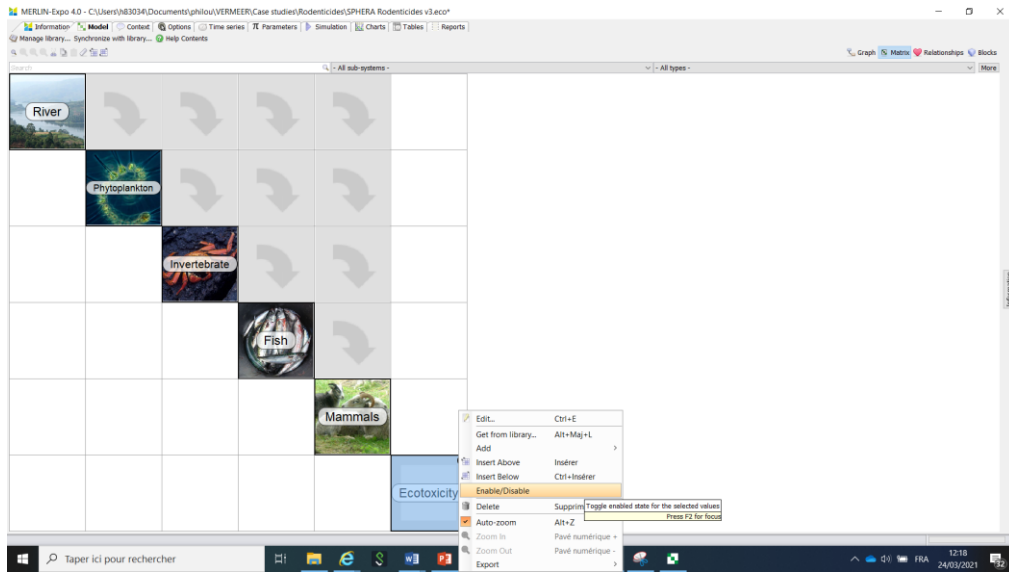 MERLIN-Expo 4.0 - C:\Users\h83034\Documents\philou\VERMEER\Case studies\Rodenticides\SPHERA Rodenticides v3.eco*
Information Model Context Options Time series Parameters Simulation Charts Tables Reports
Manage library... Synchronize with library... Help Contents
Graph Matrix Relationships Blocks
Search - All sub-systems - - All types - More
River
Phytoplankton
Invertebrate
Fish
Mammals
Ecotoxicity
Edit... Ctrl+E
Get from library... Alt+Maj+L
Add
Insert Above Insérer
Insert Below Ctrl+Insérer
Enable/Disable
Delete Supprim
Toggle enabled state for the selected values
Press F2 for focus
Auto-zoom Alt+Z
Zoom In Pavé numérique +
Zoom Out Pavé numérique -
Export
Taper ici pour rechercher
FRA
12:18
24/03/2021
32